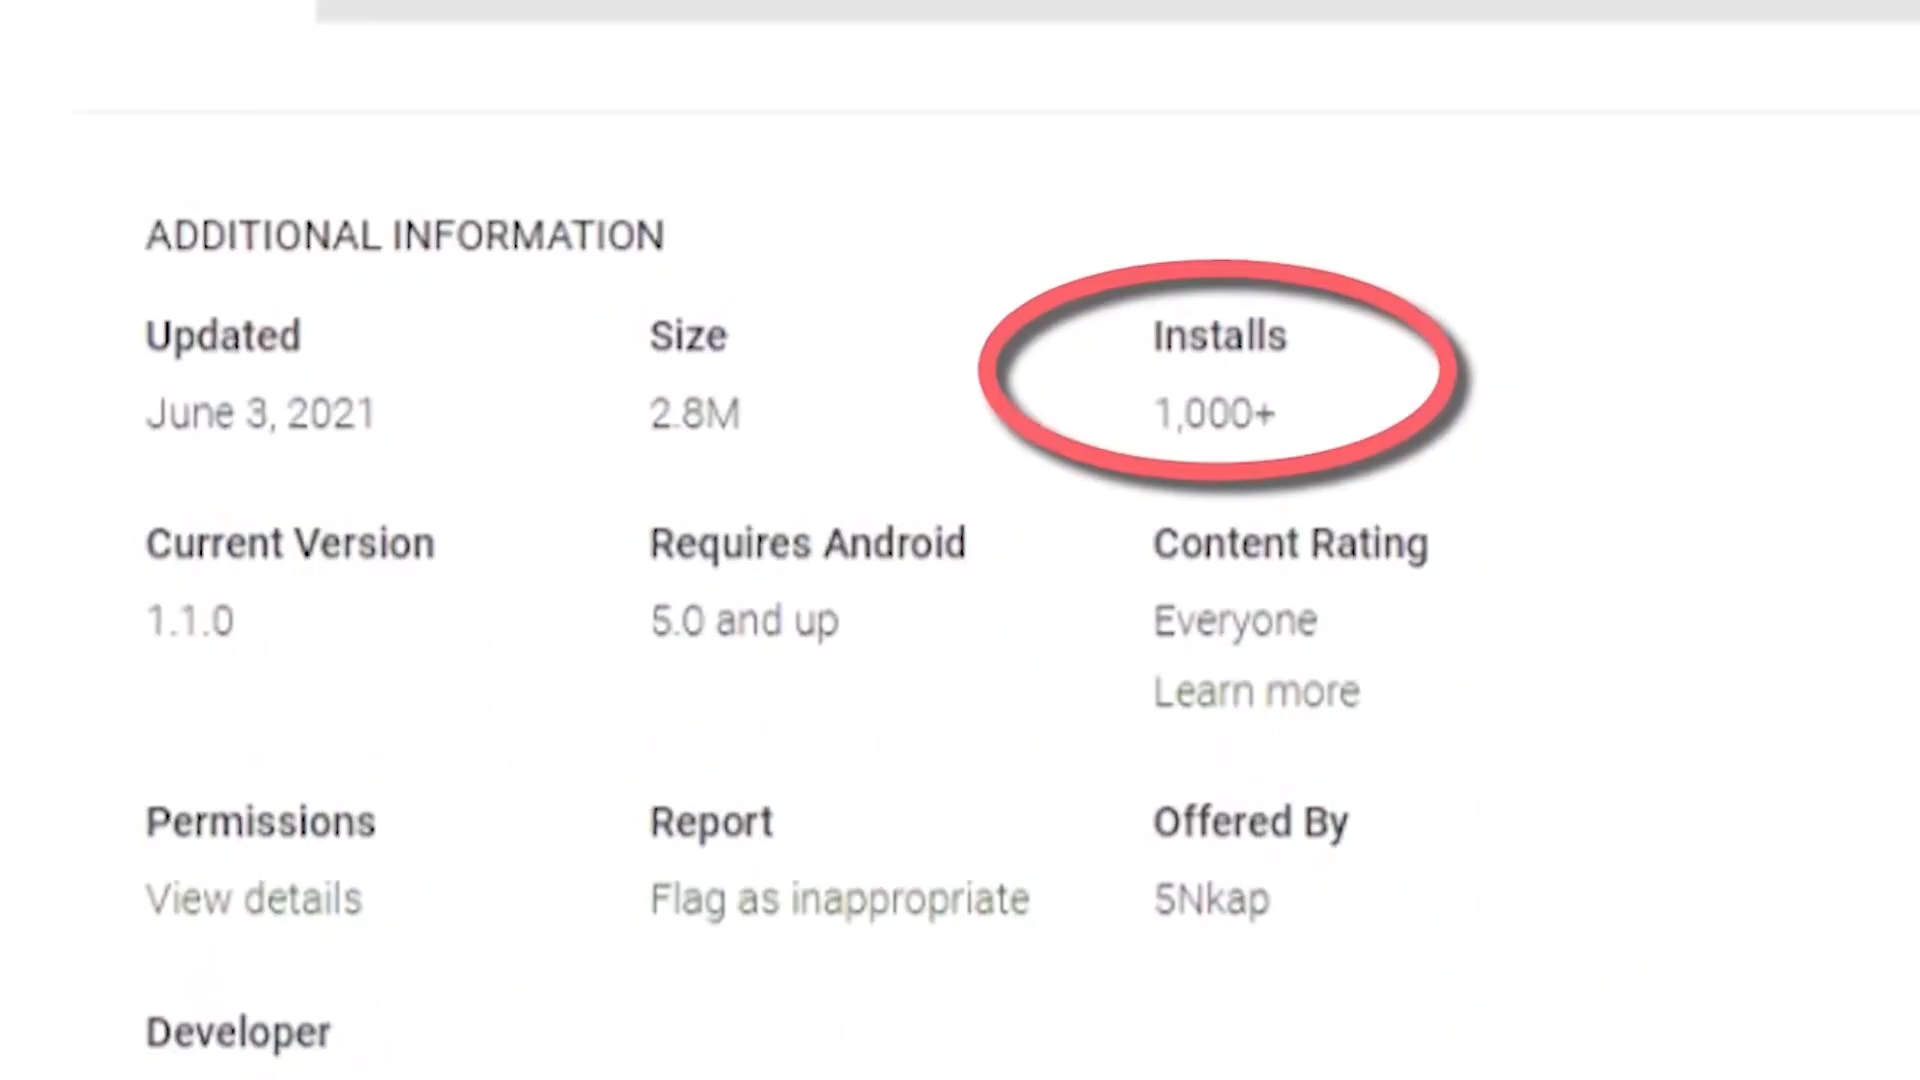 ADDITIONAL INFORMATION
Updated
Size
Installs
June 3, 2021
2.8M
1,000+
Current Version
Requires Android
Content Rating
1.1.0
5.0 and up
Everyone
Learn more
Permissions
Report
Offered By
View details
Flag as inappropriate
5Nkap
Developer